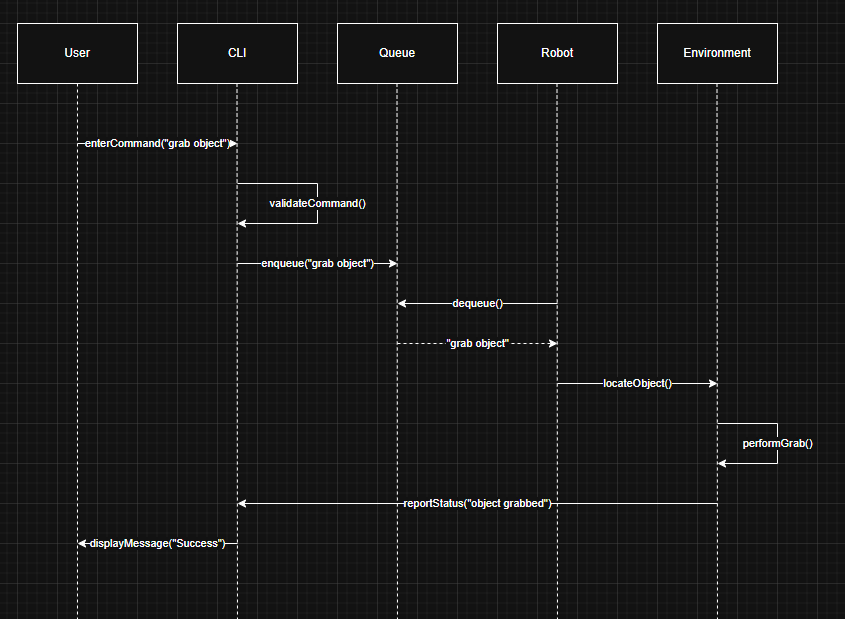 User
CLI
Queue
Robot
Environment
enterCommand("grab object")
validateCommand()
enqueue("grab object")
dequeue()
"grab object"
locateObject()
performGrab()
reportStatus("object grabbed")
displayMessage("Success")